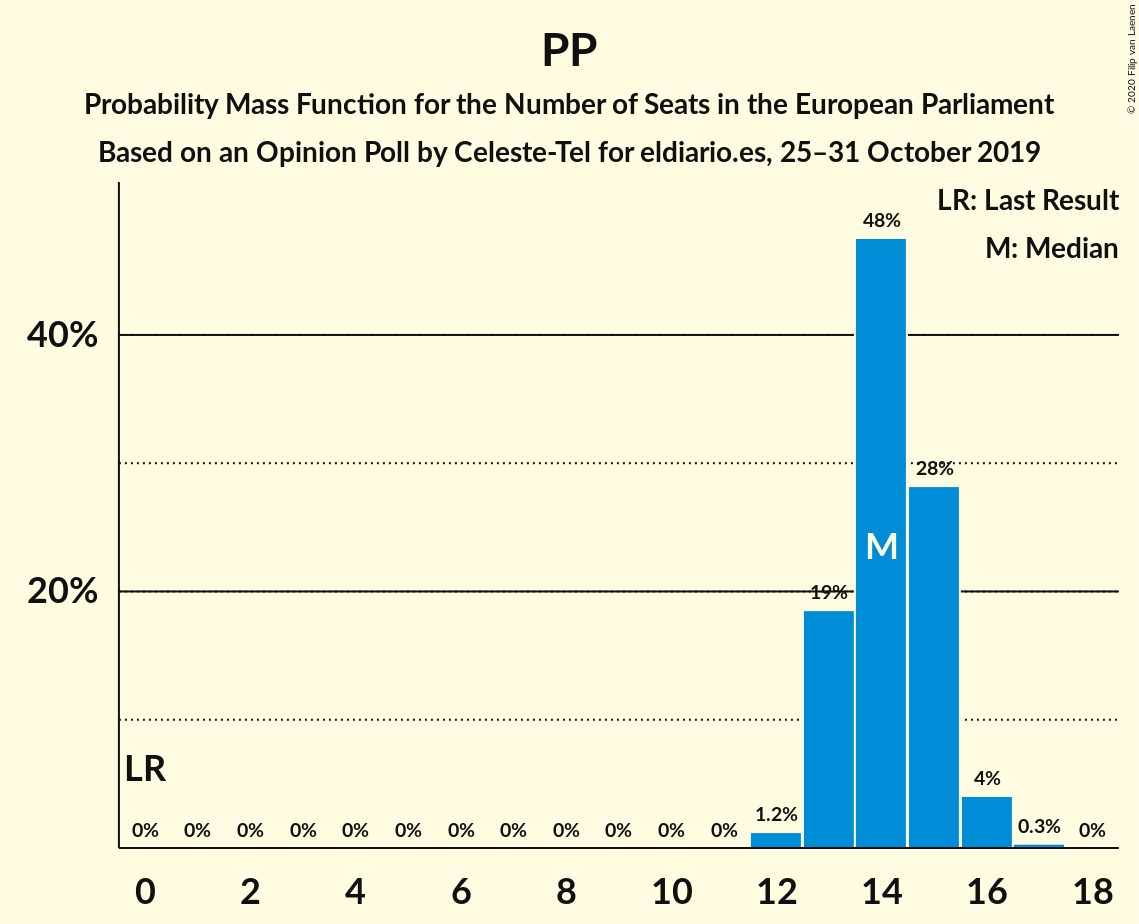 PP
Probability Mass Function for the Number of Seats in the European Parliament
Based on an Opinion Poll by Celeste-Tel for eldiario.es, 25–31 October 2019
© 2020 Filip van Laenen
LR: Last Result
M: Median
48%
40%
28%
M
20%
19%
LR
4%
0% 0% 0% 0% 0% 0% 0% 0% 0% 0% 0% 0% 1.2% 0.3% 0%
0 2 4 6 8 10 12 14 16 18